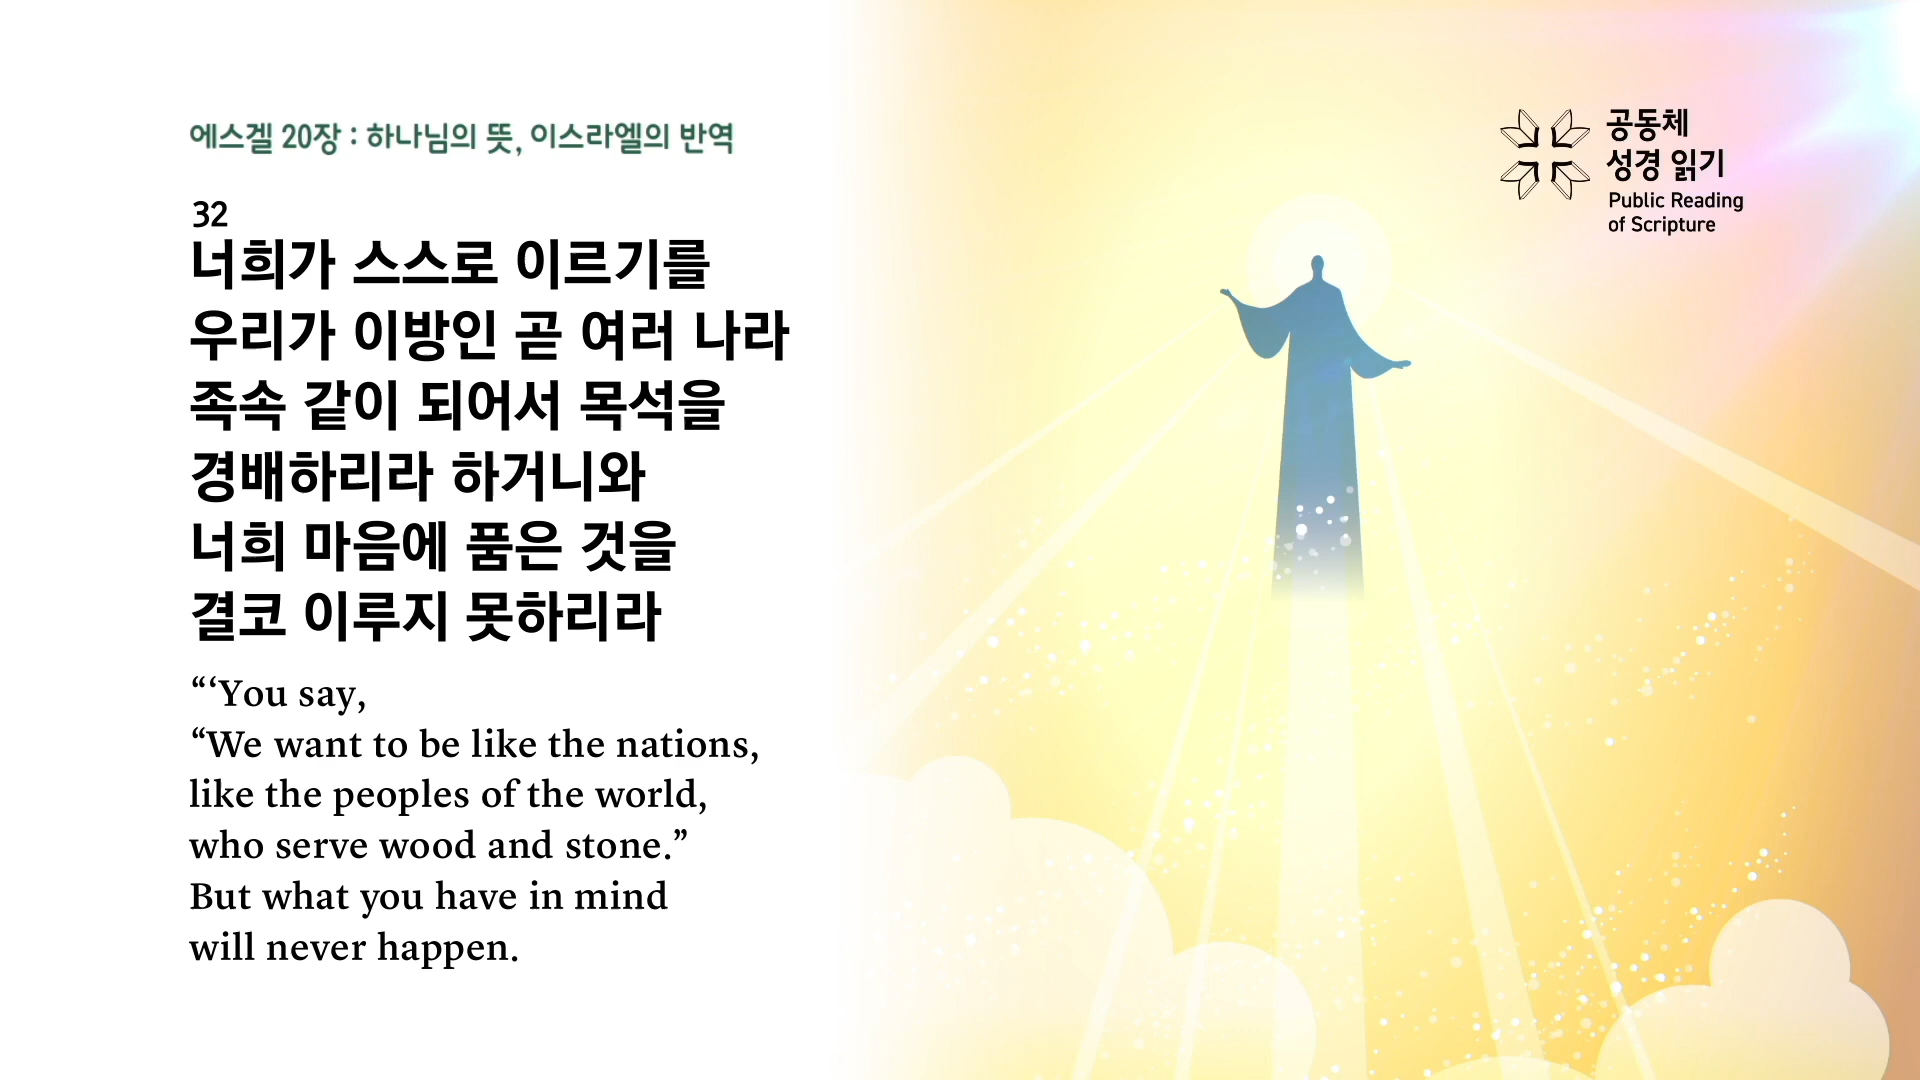 에스겔 20장 : 하나님의 뜻, 이스라엘의 반역
32
너희가 스스로 이르기를
우리가 이방인 곧 여러 나라
족속 같이 되어서 목석을
경배하리라 하거니와
너희 마음에 품은 것을
결코 이루지 못하리라
“‘You say,
“We want to be like the nations,
like the peoples of the world,
who serve wood and stone.”
But what you have in mind
will never happen.
공동체
성경 읽기
Public Reading
of Scripture